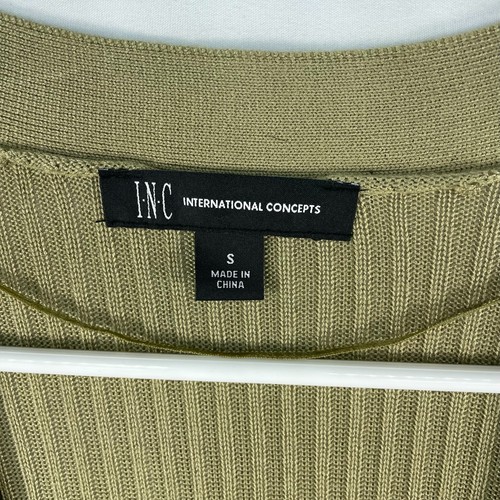 I.N.C INTERNATIONAL CONCEPTS
S
MADE IN
CHINA